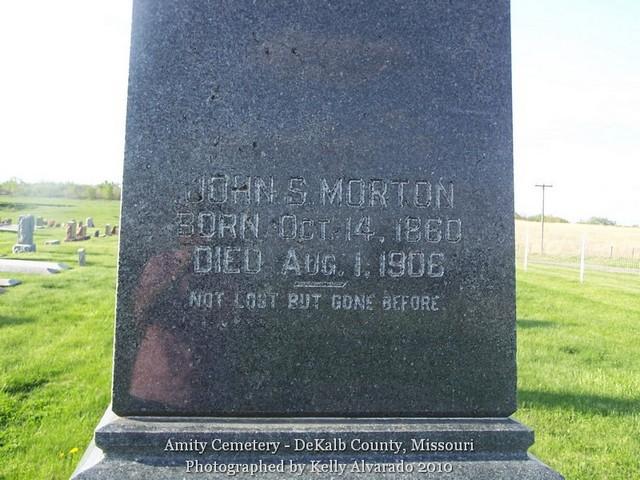 JOHN S. MORTON
BORN OCT. 14, 1860
DIED AUG. 1, 1906
NOT LOST BUT GONE BEFORE.
Amity Cemetery - DeKalb County, Missouri
Photographed by Kelly Alvarado 2010